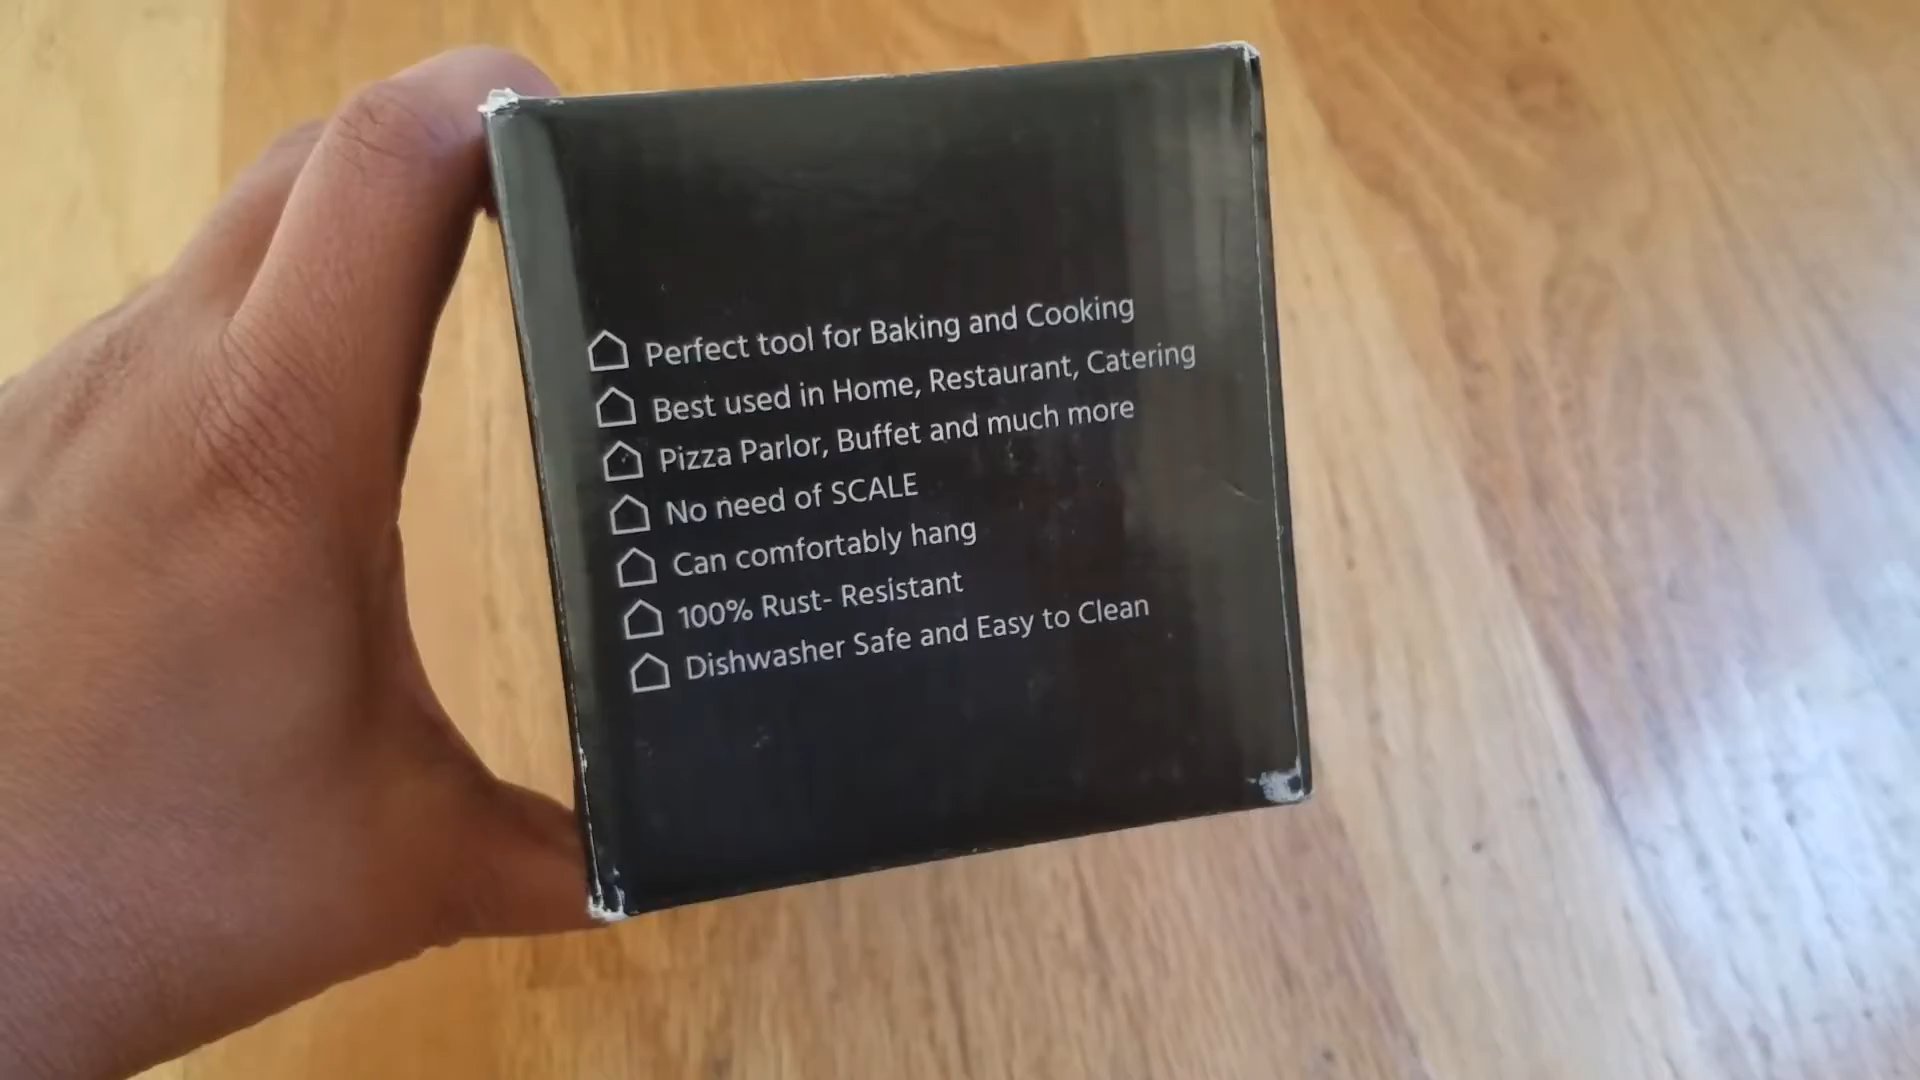 Perfect tool for Baking and Cooking
Best used in Home, Restaurant, Catering
Pizza Parlor, Buffet and much more
No need of SCALE
Can comfortably hang
100% Rust- Resistant
Dishwasher Safe and Easy to Clean